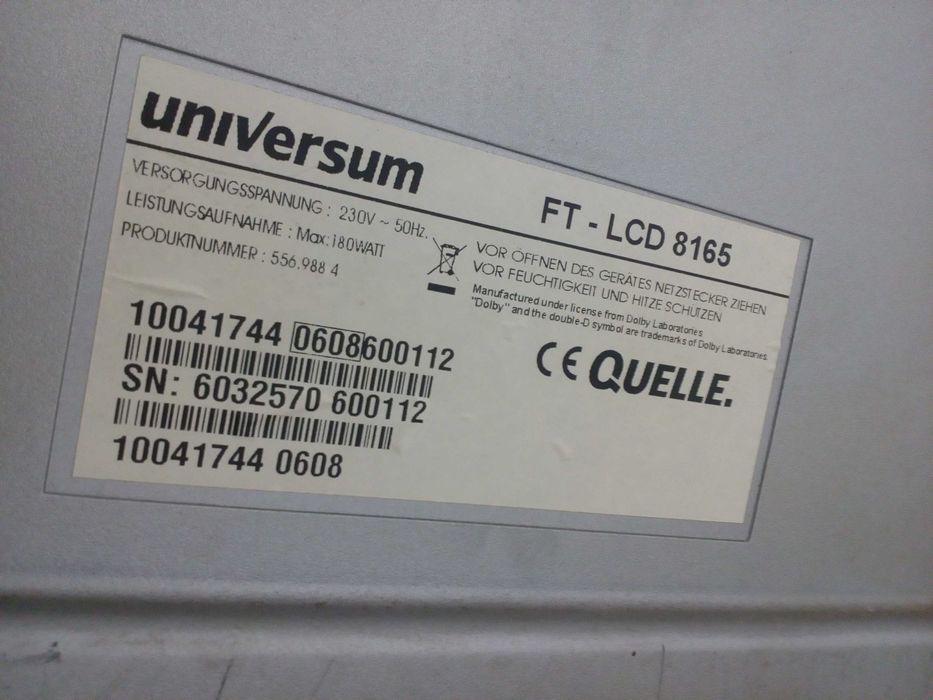 universum
FT - LCD 8165
VERSORGUNGSSPANNUNG : 230V ~ 50Hz.
LEISTUNGSAUFNAHME : Max: 180WATT
PRODUKTNUMMER : 556.988 4
VOR ÖFFNEN DES GERÄTES NETZSTECKER ZIEHEN
VOR FEUCHTIGKEIT UND HITZE SCHUTZEN
Manufactured under license from Dolby Laboratories
"Dolby" and the double-D symbol are trademarks of Dolby Laboratories.
CE QUELLE.
10041744 0608600112
SN: 6032570 600112
10041744 0608